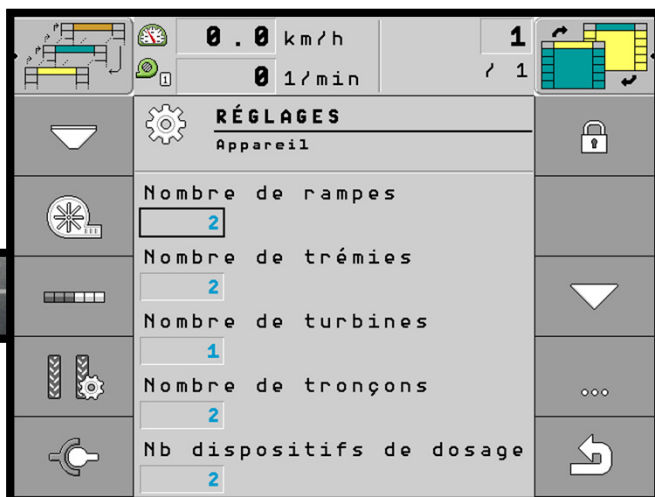 0.0 km/h
1
1
0 1/min
/ 1
RÉGLAGES
Appareil
Nombre de rampes
2
Nombre de trémies
2
Nombre de turbines
1
Nombre de tronçons
2
Nb dispositifs de dosage
2